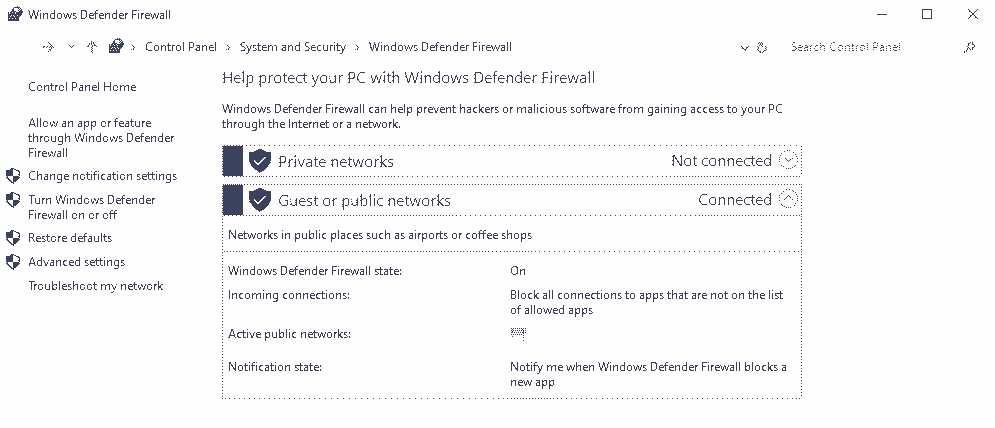 Windows Defender Firewall
Control Panel › System and Security › Windows Defender Firewall
Search Control Panel
Control Panel Home
Allow an app or feature
through Windows Defender
Firewall
Change notification settings
Turn Windows Defender
Firewall on or off
Restore defaults
Advanced settings
Troubleshoot my network
Help protect your PC with Windows Defender Firewall
Windows Defender Firewall can help prevent hackers or malicious software from gaining access to your PC
through the Internet or a network.
Private networks Not connected
Guest or public networks Connected
Networks in public places such as airports or coffee shops
Windows Defender Firewall state: On
Incoming connections: Block all connections to apps that are not on the list
of allowed apps
Active public networks:
Notification state: Notify me when Windows Defender Firewall blocks a
new app